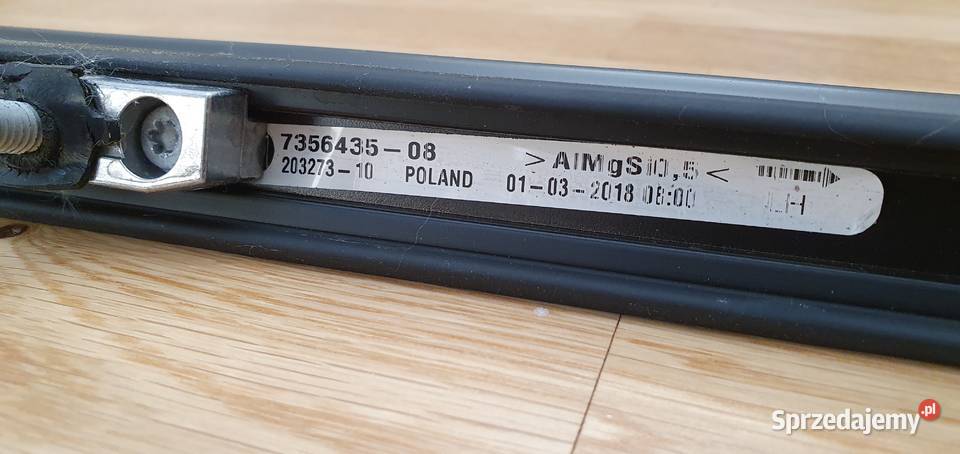 7356435-08
203273-10 POLAND
> AlMgSi0,5 <
01-03-2018 08:00
LH
Sprzedajemy.pl